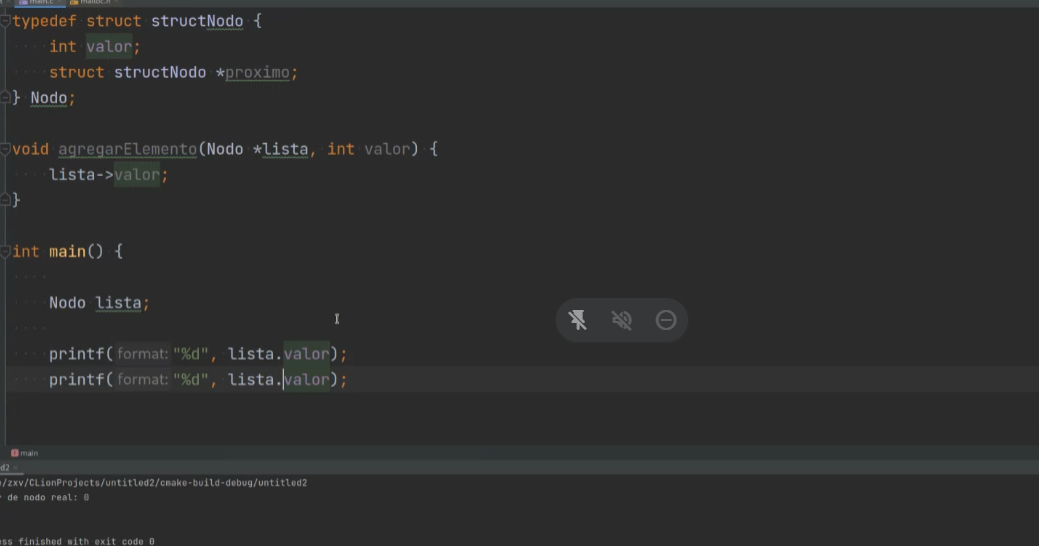 main.c malloc.h
typedef struct structNodo {
int valor;
struct structNodo *proximo;
} Nodo;
void agregarElemento(Nodo *lista, int valor) {
lista->valor;
}
int main() {
Nodo lista;
printf(format: "%d", lista.valor);
printf(format: "%d", lista.valor);
main
d2
/zxv/CLionProjects/untitled2/cmake-build-debug/untitled2
de nodo real: 0
ess finished with exit code 0